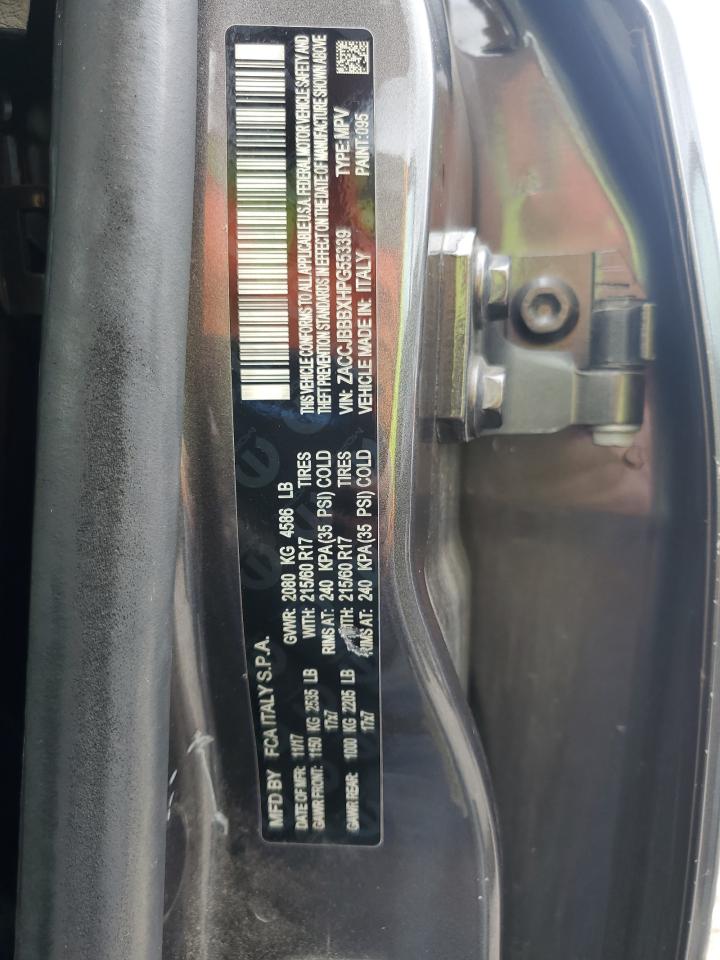 MFD BY FCA ITALY S.P.A.
DATE OF MFR: 11/17 GVWR: 2080 KG 4586 LB
GAWR FRONT: 1150 KG 2535 LB WITH: 215/60 R17 TIRES
17x7 RIMS AT: 240 KPA(35 PSI) COLD
GAWR REAR: 1000 KG 2205 LB WITH: 215/60 R17 TIRES
17x7 RIMS AT: 240 KPA(35 PSI) COLD
THIS VEHICLE CONFORMS TO ALL APPLICABLE U.S.A. FEDERAL MOTOR VEHICLE SAFETY AND
THEFT PREVENTION STANDARDS IN EFFECT ON THE DATE OF MANUFACTURE SHOWN ABOVE
VIN: ZACCJBBBXHPG55339 TYPE: MPV
VEHICLE MADE IN: ITALY PAINT: 095